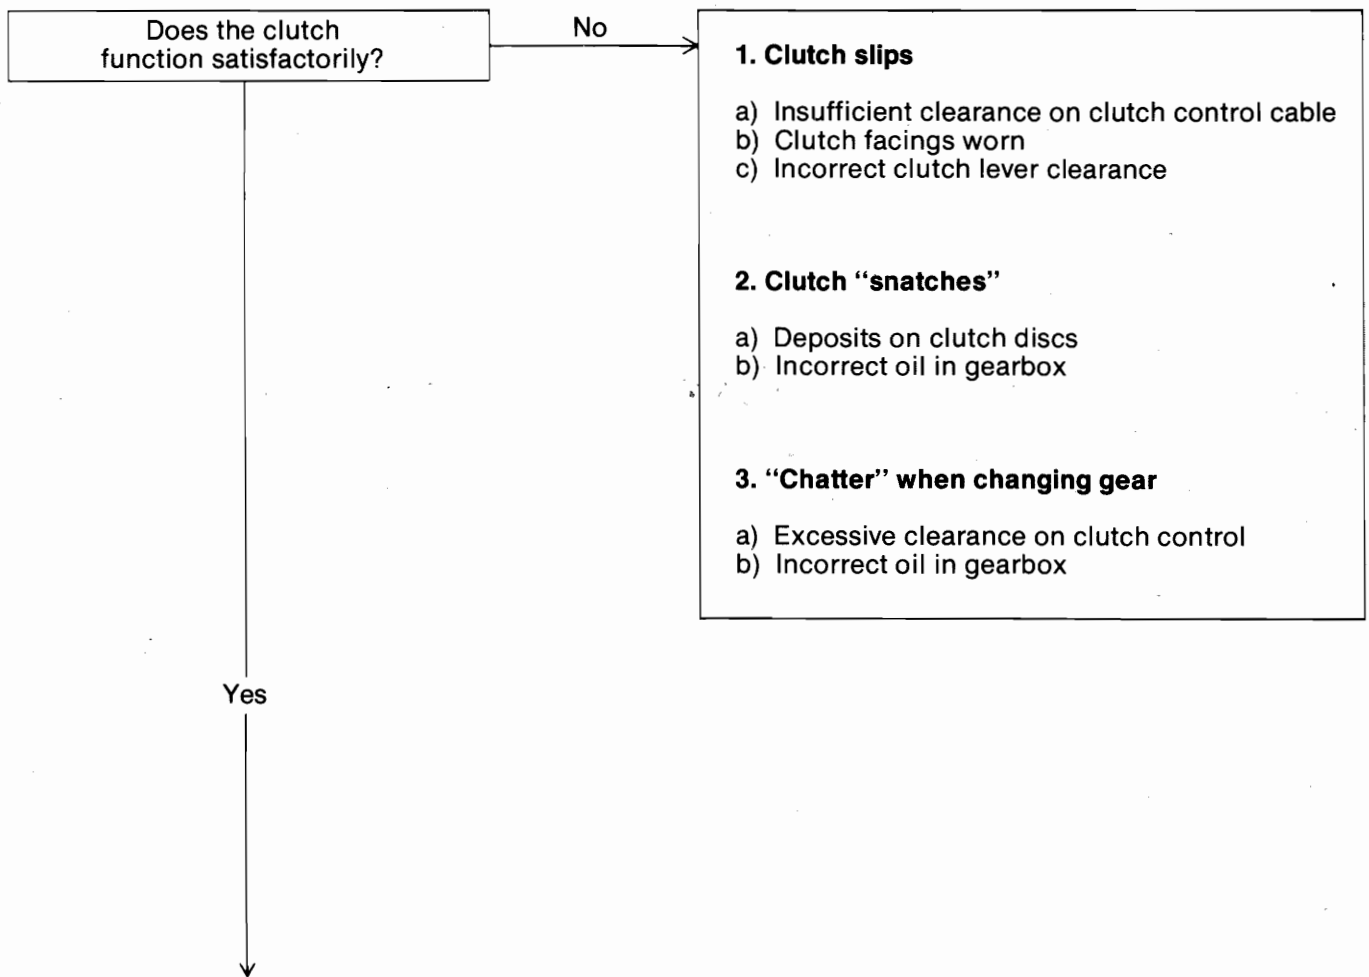 Does the clutch
function satisfactorily?
No
1. Clutch slips
a) Insufficient clearance on clutch control cable
b) Clutch facings worn
c) Incorrect clutch lever clearance
2. Clutch “snatches”
a) Deposits on clutch discs
b) Incorrect oil in gearbox
3. “Chatter” when changing gear
a) Excessive clearance on clutch control
b) Incorrect oil in gearbox
Yes